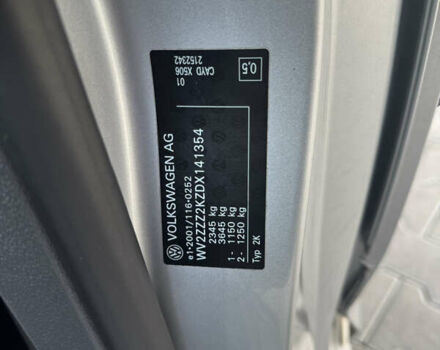 VOLKSWAGEN AG
e1*2001/116*0252
WV2ZZZ2KZDX141354
2345 kg
3645 kg
1 - 1150 kg
2 - 1250 kg
Typ 2K
01
CAYD X506
2152342
0,5